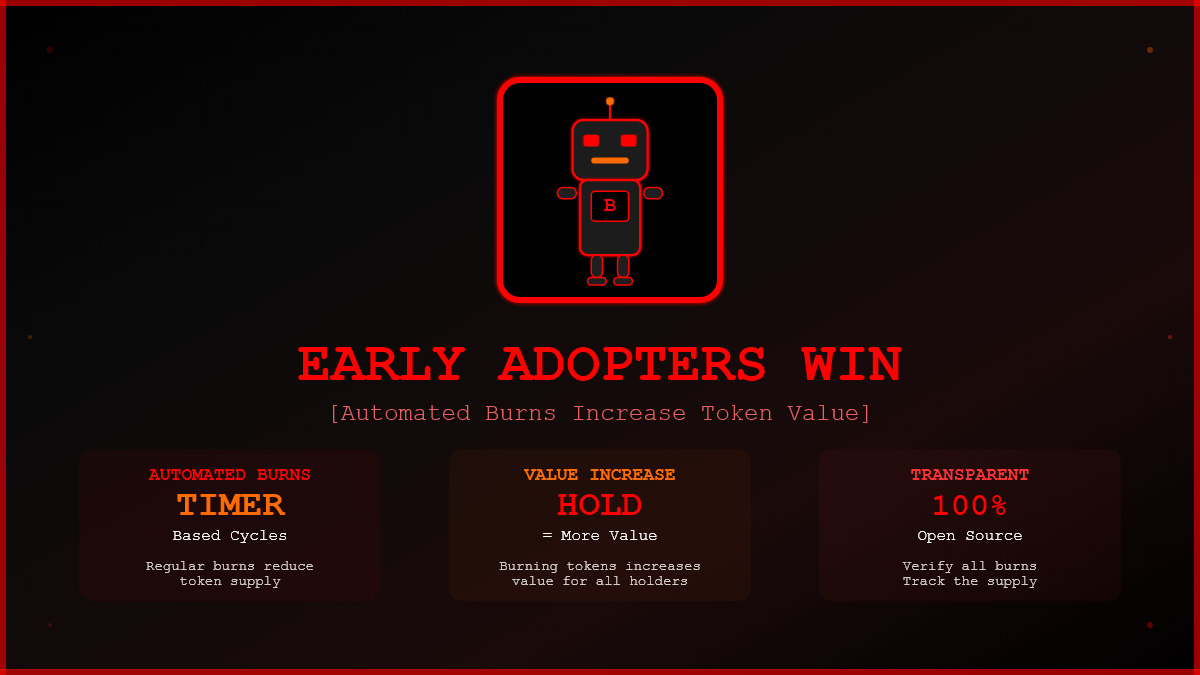 B
EARLY ADOPTERS WIN
[Automated Burns Increase Token Value]
AUTOMATED BURNS
TIMER
Based Cycles
Regular burns reduce
token supply
VALUE INCREASE
HOLD
= More Value
Burning tokens increases
value for all holders
TRANSPARENT
100%
Open Source
Verify all burns
Track the supply